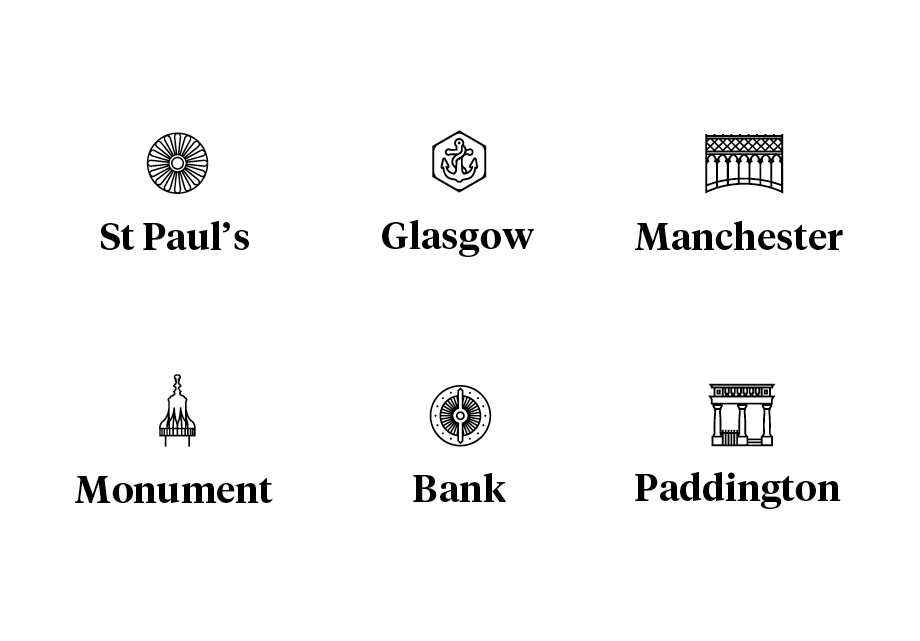 St Paul’s
Glasgow
Manchester
Monument
Bank
Paddington